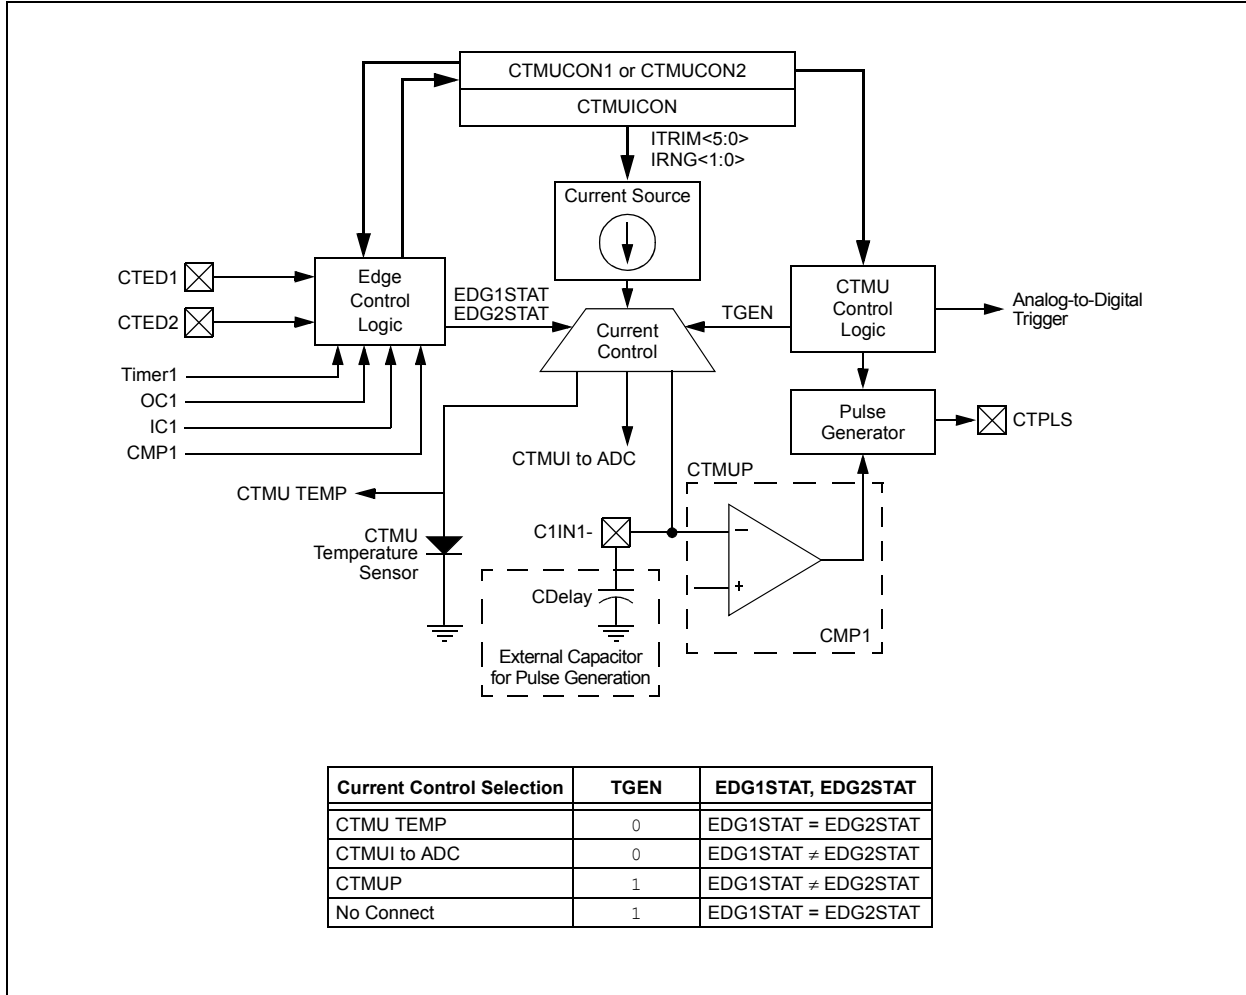 CTMUCON1 or CTMUCON2
CTMUICON
ITRIM<5:0>
IRNG<1:0>
Current Source
CTED1
CTED2
Edge
Control
Logic
EDG1STAT
EDG2STAT
Current
Control
TGEN
CTMU
Control
Logic
Analog-to-Digital
Trigger
Timer1
OC1
IC1
CMP1
Pulse
Generator
CTPLS
CTMUI to ADC
CTMUP
CTMU TEMP
CTMU
Temperature
Sensor
C1IN1-
−
+
CDelay
CMP1
External Capacitor
for Pulse Generation
Current Control Selection TGEN EDG1STAT, EDG2STAT
CTMU TEMP 0 EDG1STAT = EDG2STAT
CTMUI to ADC 0 EDG1STAT ≠ EDG2STAT
CTMUP 1 EDG1STAT ≠ EDG2STAT
No Connect 1 EDG1STAT = EDG2STAT